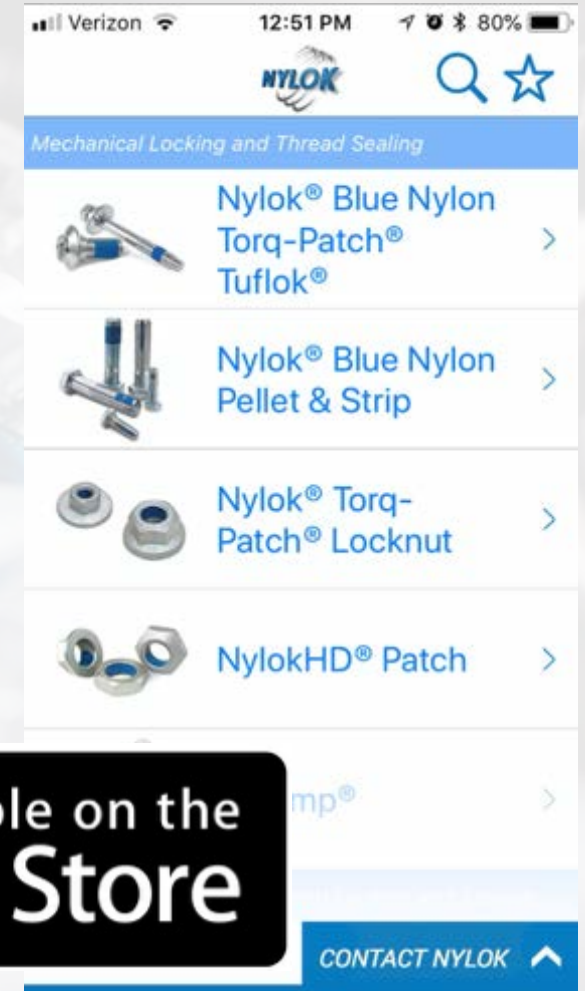 Verizon 12:51 PM 80%
NYLOK
Mechanical Locking and Thread Sealing
Nylok® Blue Nylon
Torq-Patch®
Tuflok®
Nylok® Blue Nylon
Pellet & Strip
Nylok® Torq-
Patch® Locknut
NylokHD® Patch
mp®
on the
Store
CONTACT NYLOK